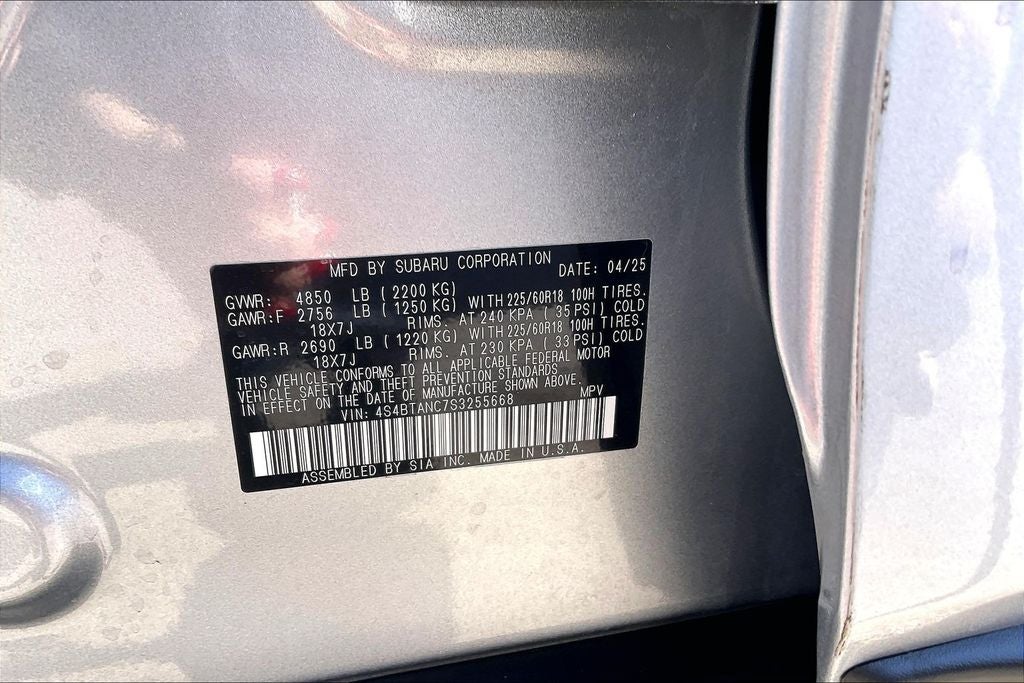 MFD BY SUBARU CORPORATION DATE: 04/25
GVWR: 4850 LB ( 2200 KG)
GAWR:F 2756 LB ( 1250 KG) WITH 225/60R18 100H TIRES.
18X7J RIMS. AT 240 KPA ( 35 PSI) COLD
GAWR:R 2690 LB ( 1220 KG) WITH 225/60R18 100H TIRES.
18X7J RIMS. AT 230 KPA ( 33 PSI) COLD
THIS VEHICLE CONFORMS TO ALL APPLICABLE FEDERAL MOTOR
VEHICLE SAFETY AND THEFT PREVENTION STANDARDS
IN EFFECT ON THE DATE OF MANUFACTURE SHOWN ABOVE.
VIN: 4S4BTANC7S3255668 MPV
ASSEMBLED BY SIA INC. MADE IN U.S.A.